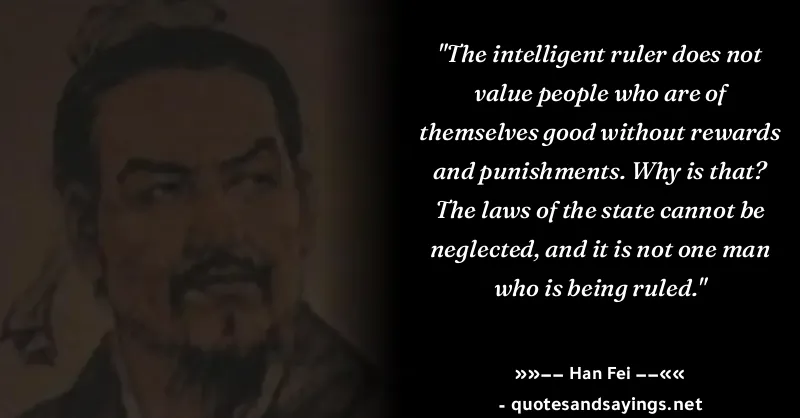 "The intelligent ruler does not
value people who are of
themselves good without rewards
and punishments. Why is that?
The laws of the state cannot be
neglected, and it is not one man
who is being ruled."
»»−− Han Fei −−««
- quotesandsayings.net